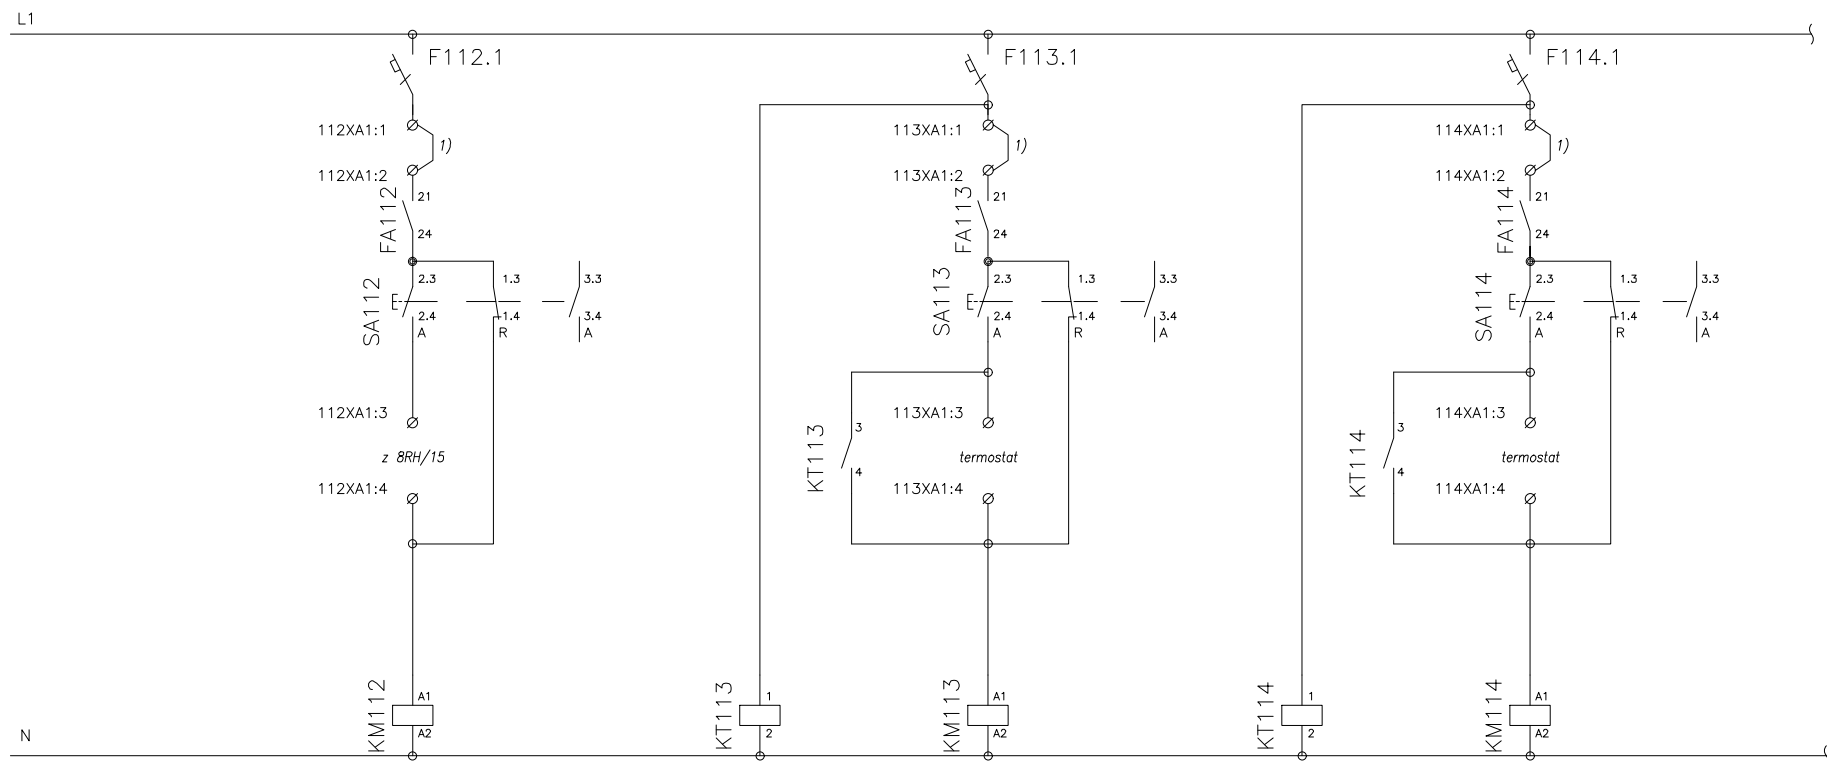 L1
F112.1
F113.1
F114.1
112XA1:1
1)
113XA1:1
1)
114XA1:1
1)
112XA1:2
113XA1:2
114XA1:2
FA112
21
24
FA113
21
24
FA114
21
24
SA112
2.3
2.4
A
1.3
1.4
R
3.3
3.4
A
SA113
2.3
2.4
A
1.3
1.4
R
3.3
3.4
A
SA114
2.3
2.4
A
1.3
1.4
R
3.3
3.4
A
112XA1:3
113XA1:3
114XA1:3
z 8RH/15
KT113
3
4
termostat
KT114
3
4
termostat
112XA1:4
113XA1:4
114XA1:4
KM112
A1
A2
KT113
1
2
KM113
A1
A2
KT114
1
2
KM114
A1
A2
N